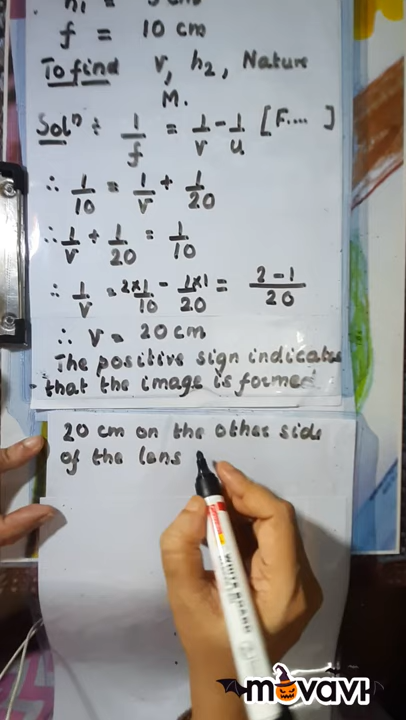 f = 10 cm
To find v, h₂, Nature
M.
Solⁿ ÷ 1/f = 1/v - 1/u [F.... ]
∴ 1/10 = 1/v + 1/20
∴ 1/v + 1/20 = 1/10
∴ 1/v = 2×1/10 - 1×1/20 = 2-1/20
∴ v = 20 cm
The positive sign indicates
that the image is formed
20 cm on the other side
of the lens
WHITE BOARD
movavi